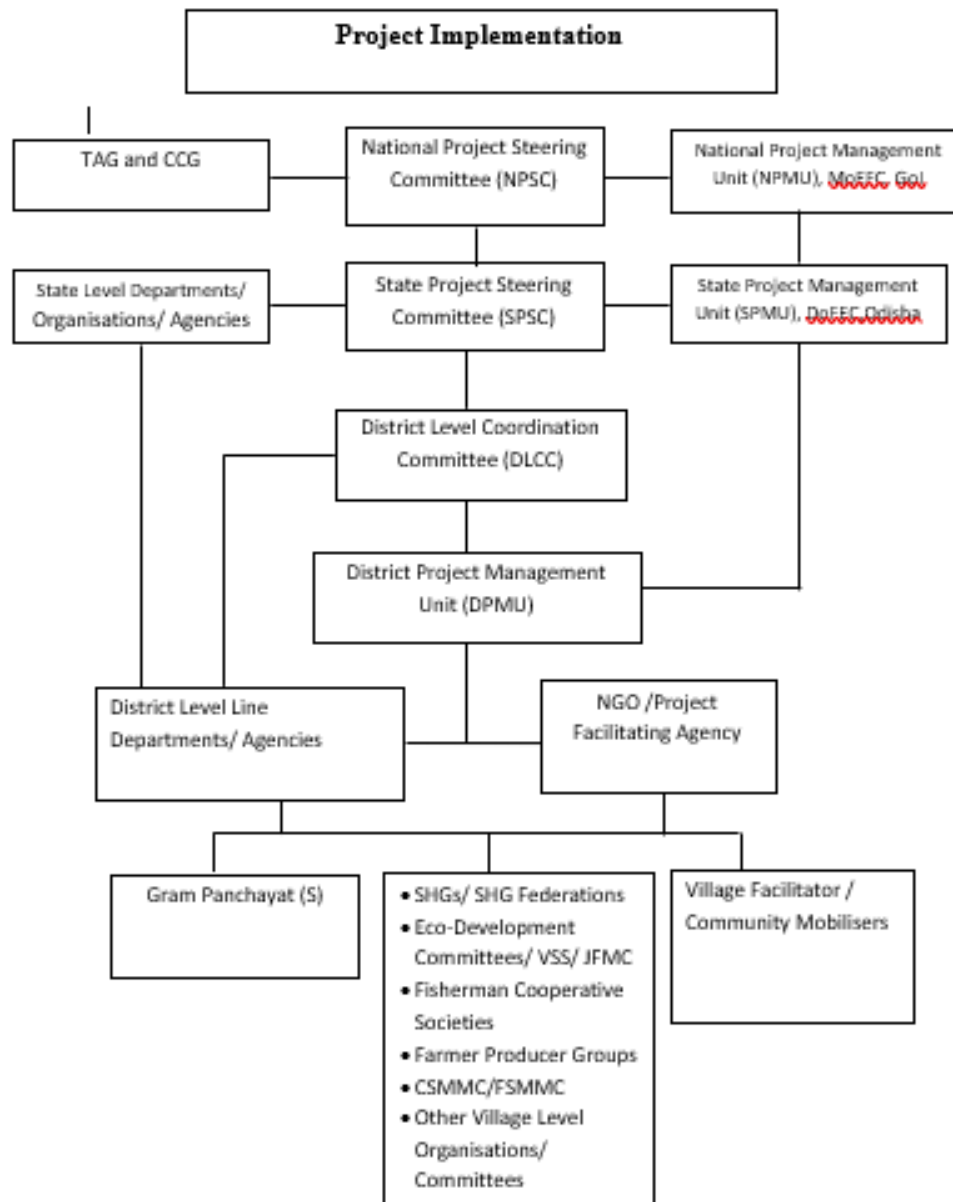 Project Implementation
TAG and CCG
National Project Steering
Committee (NPSC)
National Project Management
Unit (NPMU), MoEFC, GoI
State Level Departments/
Organisations/ Agencies
State Project Steering
Committee (SPSC)
State Project Management
Unit (SPMU), DoFEC,Odisha
District Level Coordination
Committee (DLCC)
District Project Management
Unit (DPMU)
District Level Line
Departments/ Agencies
NGO /Project
Facilitating Agency
Gram Panchayat (S)
• SHGs/ SHG Federations
• Eco-Development
Committees/ VSS/ JFMC
• Fisherman Cooperative
Societies
• Farmer Producer Groups
• CSMMC/FSMMC
• Other Village Level
Organisations/
Committees
Village Facilitator /
Community Mobilisers